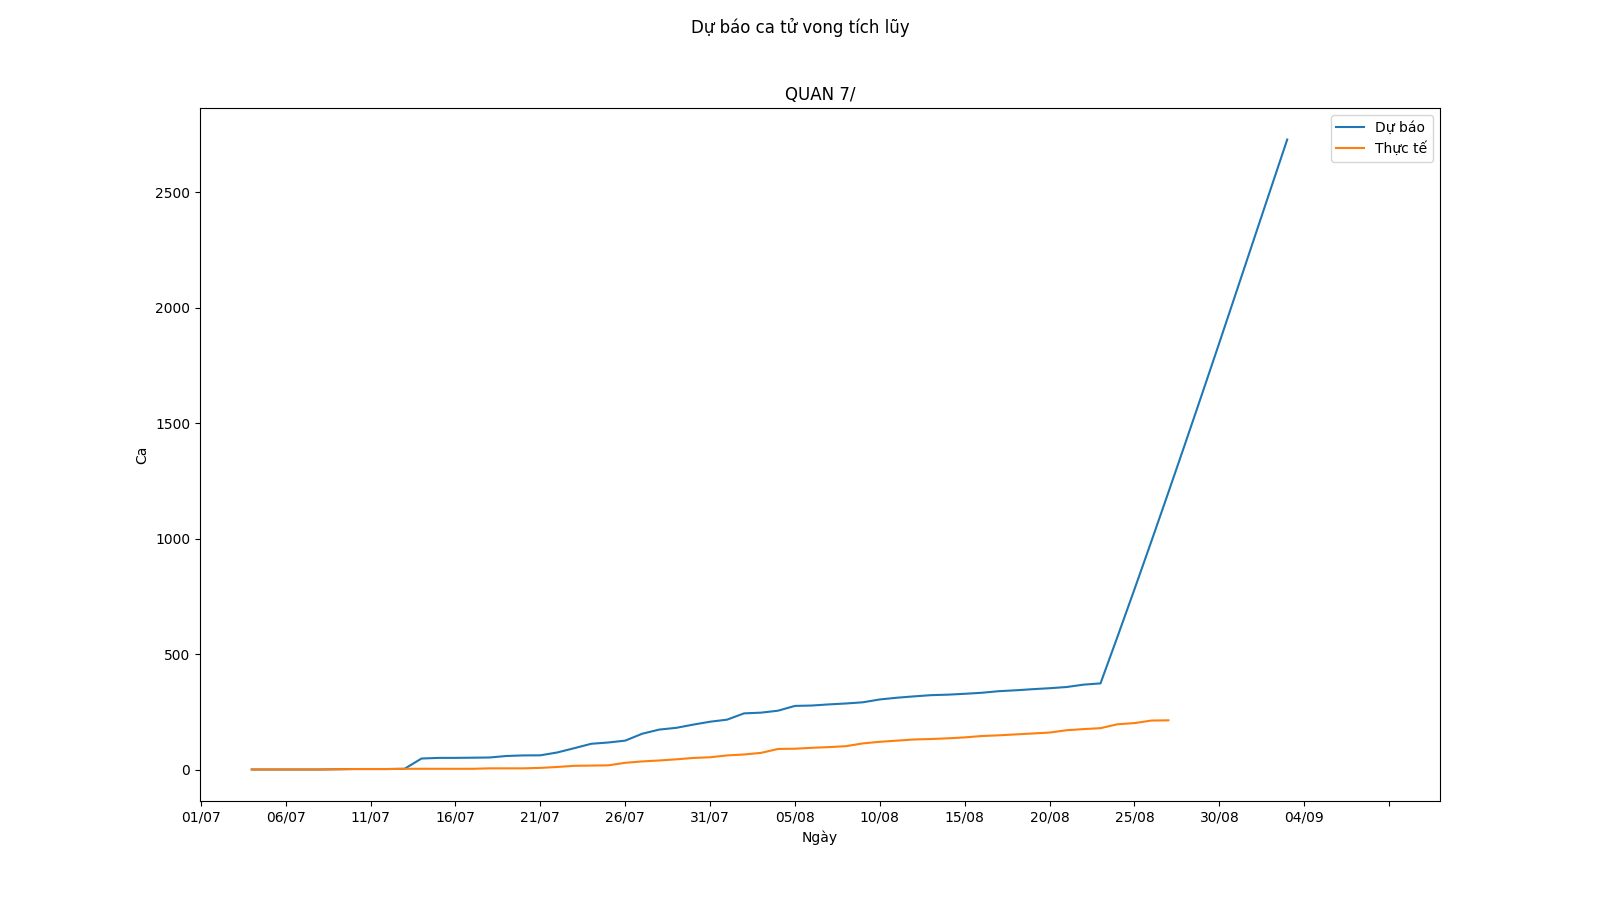 Dự báo ca tử vong tích lũy
QUAN 7/
Dự báo
Thực tế
2500
2000
1500
1000
500
0
Ca
01/07 06/07 11/07 16/07 21/07 26/07 31/07 05/08 10/08 15/08 20/08 25/08 30/08 04/09
Ngày